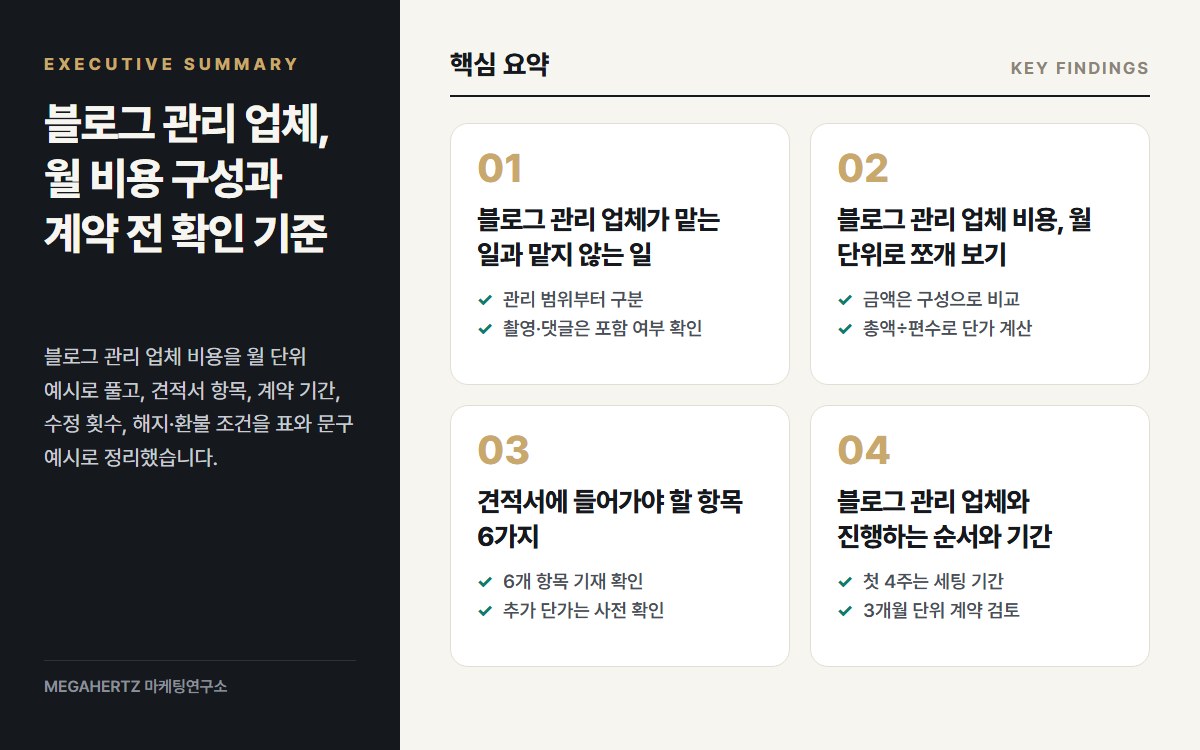 EXECUTIVE SUMMARY
블로그 관리 업체,
월 비용 구성과
계약 전 확인 기준
블로그 관리 업체 비용을 월 단위
예시로 풀고, 견적서 항목, 계약 기간,
수정 횟수, 해지·환불 조건을 표와 문구
예시로 정리했습니다.
MEGAHERTZ 마케팅연구소
핵심 요약
KEY FINDINGS
01
블로그 관리 업체가 맡는
일과 맡지 않는 일
✓ 관리 범위부터 구분
✓ 촬영·댓글은 포함 여부 확인
02
블로그 관리 업체 비용, 월
단위로 쪼개 보기
✓ 금액은 구성으로 비교
✓ 총액÷편수로 단가 계산
03
견적서에 들어가야 할 항목
6가지
✓ 6개 항목 기재 확인
✓ 추가 단가는 사전 확인
04
블로그 관리 업체와
진행하는 순서와 기간
✓ 첫 4주는 세팅 기간
✓ 3개월 단위 계약 검토